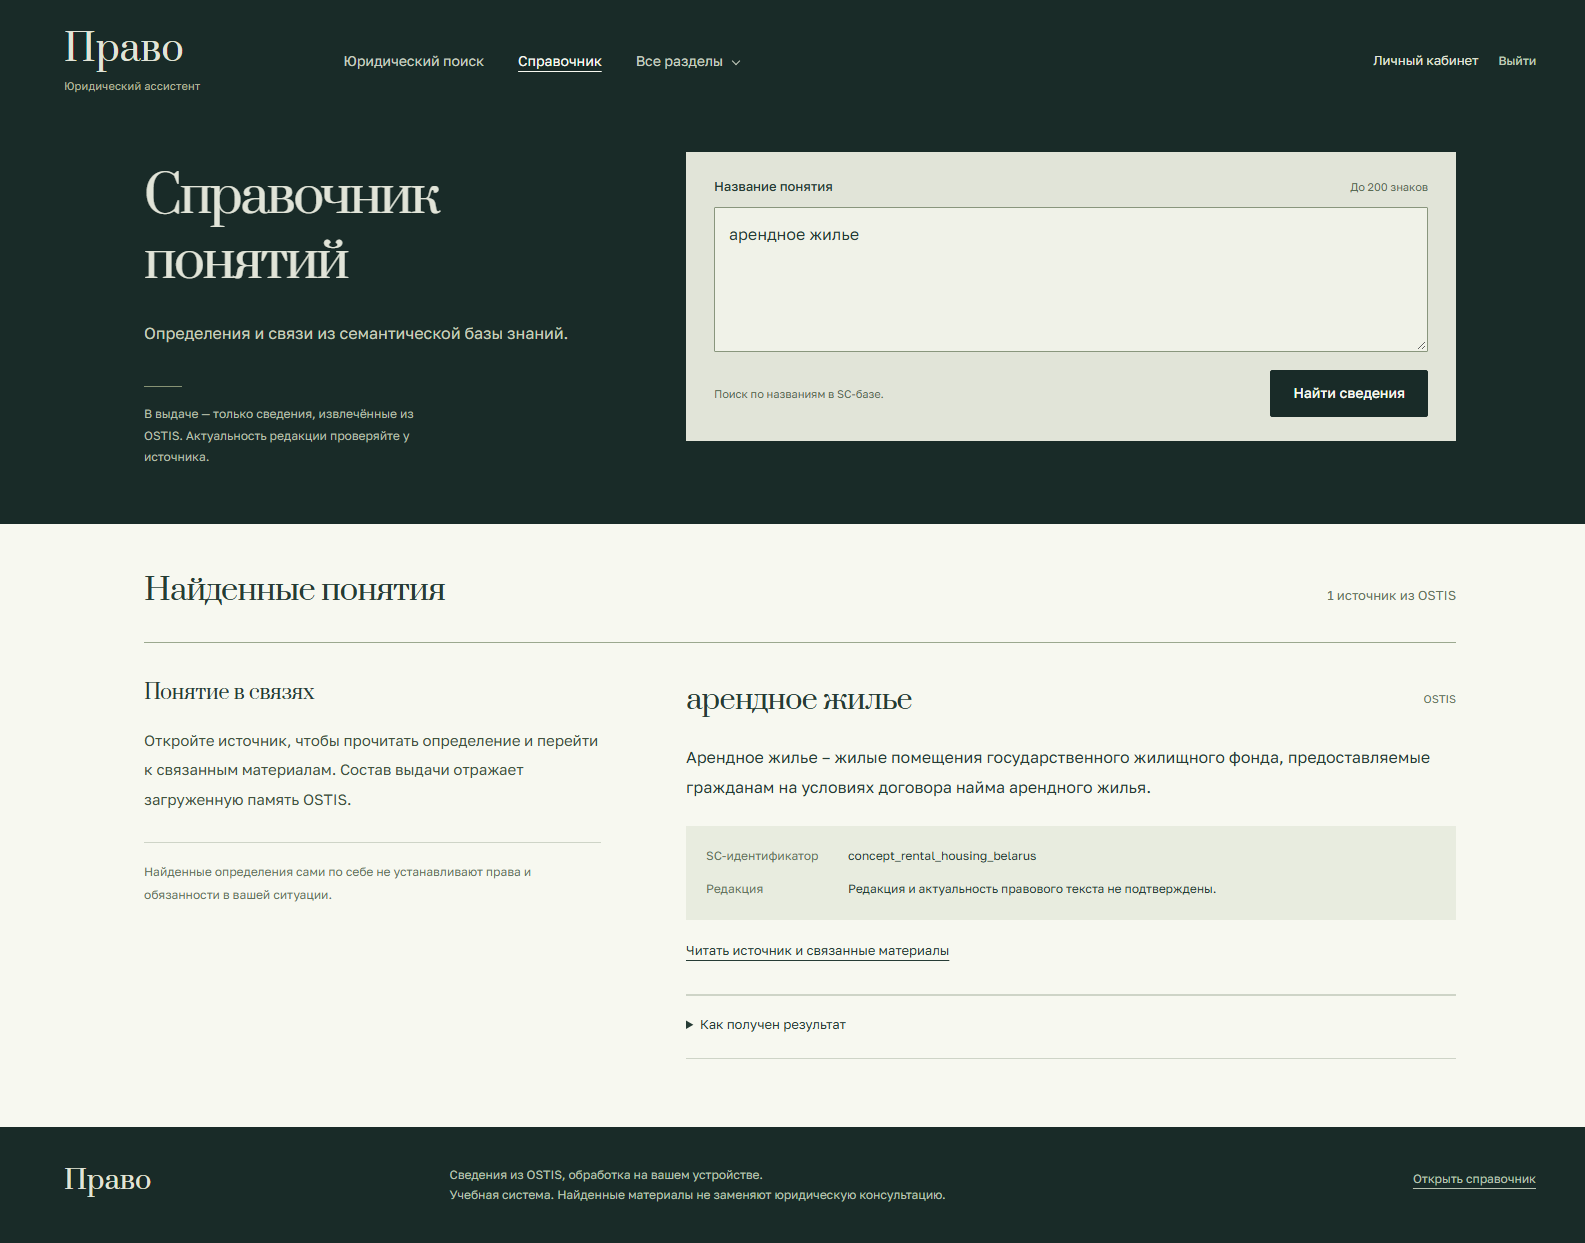 Право
Юридический ассистент
Юридический поиск
Справочник
Все разделы
Личный кабинет
Выйти
Справочник
понятий
Определения и связи из семантической базы знаний.
В выдаче — только сведения, извлечённые из
OSTIS. Актуальность редакции проверяйте у
источника.
Название понятия
До 200 знаков
арендное жилье
Поиск по названиям в SC-базе.
Найти сведения
Найденные понятия
1 источник из OSTIS
Понятие в связях
Откройте источник, чтобы прочитать определение и перейти
к связанным материалам. Состав выдачи отражает
загруженную память OSTIS.
Найденные определения сами по себе не устанавливают права и
обязанности в вашей ситуации.
арендное жилье
OSTIS
Арендное жилье – жилые помещения государственного жилищного фонда, предоставляемые
гражданам на условиях договора найма арендного жилья.
SC-идентификатор concept_rental_housing_belarus
Редакция Редакция и актуальность правового текста не подтверждены.
Читать источник и связанные материалы
Как получен результат
Право
Сведения из OSTIS, обработка на вашем устройстве.
Учебная система. Найденные материалы не заменяют юридическую консультацию.
Открыть справочник